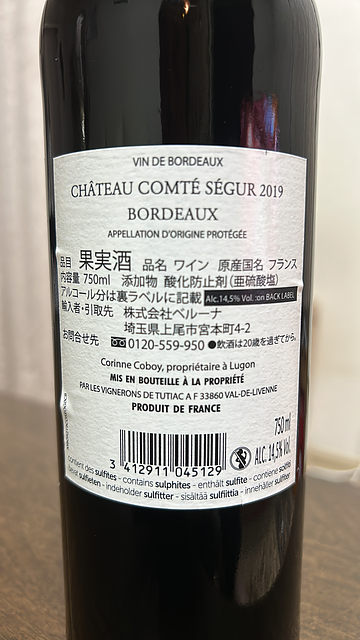 VIN DE BORDEAUX
CHÂTEAU COMTÉ SÉGUR 2019
BORDEAUX
APPELLATION D'ORIGINE PROTÉGÉE
品目 果実酒 品名 ワイン 原産国名 フランス
内容量 750ml 添加物 酸化防止剤(亜硫酸塩)
アルコール分は裏ラベルに記載 Alc.14,5% Vol. :on BACK LABEL
輸入者・引取先 株式会社ベルーナ
埼玉県上尾市宮本町4-2
お問合せ先 0120-559-950 ●飲酒は20歳を過ぎてから。
Corinne Coboy, propriétaire à Lugon
MIS EN BOUTEILLE À LA PROPRIÉTÉ
PAR LES VIGNERONS DE TUTIAC A F 33860 VAL-DE-LIVENNE
PRODUIT DE FRANCE
750 ml
ALC. 14,5% Vol.
3 412911 045129
contient des sulfites - contains sulphites - enthält sulfite - contiene
sulfieten - indeholder sulfitter - sisältää sulfiittia - innehåller